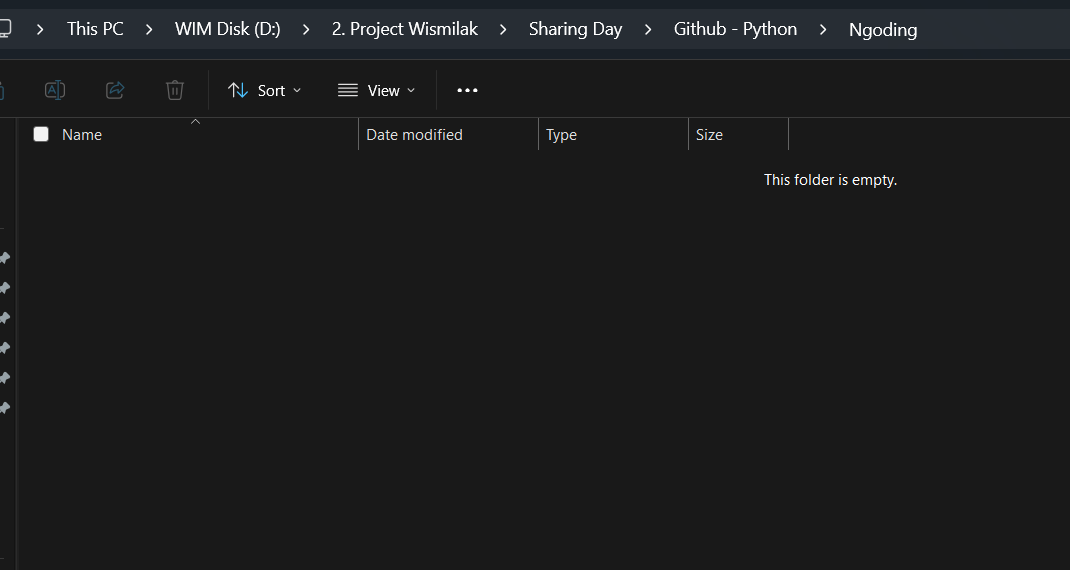 This PC > WIM Disk (D:) > 2. Project Wismilak > Sharing Day > Github - Python > Ngoding
Sort View
Name Date modified Type Size
This folder is empty.